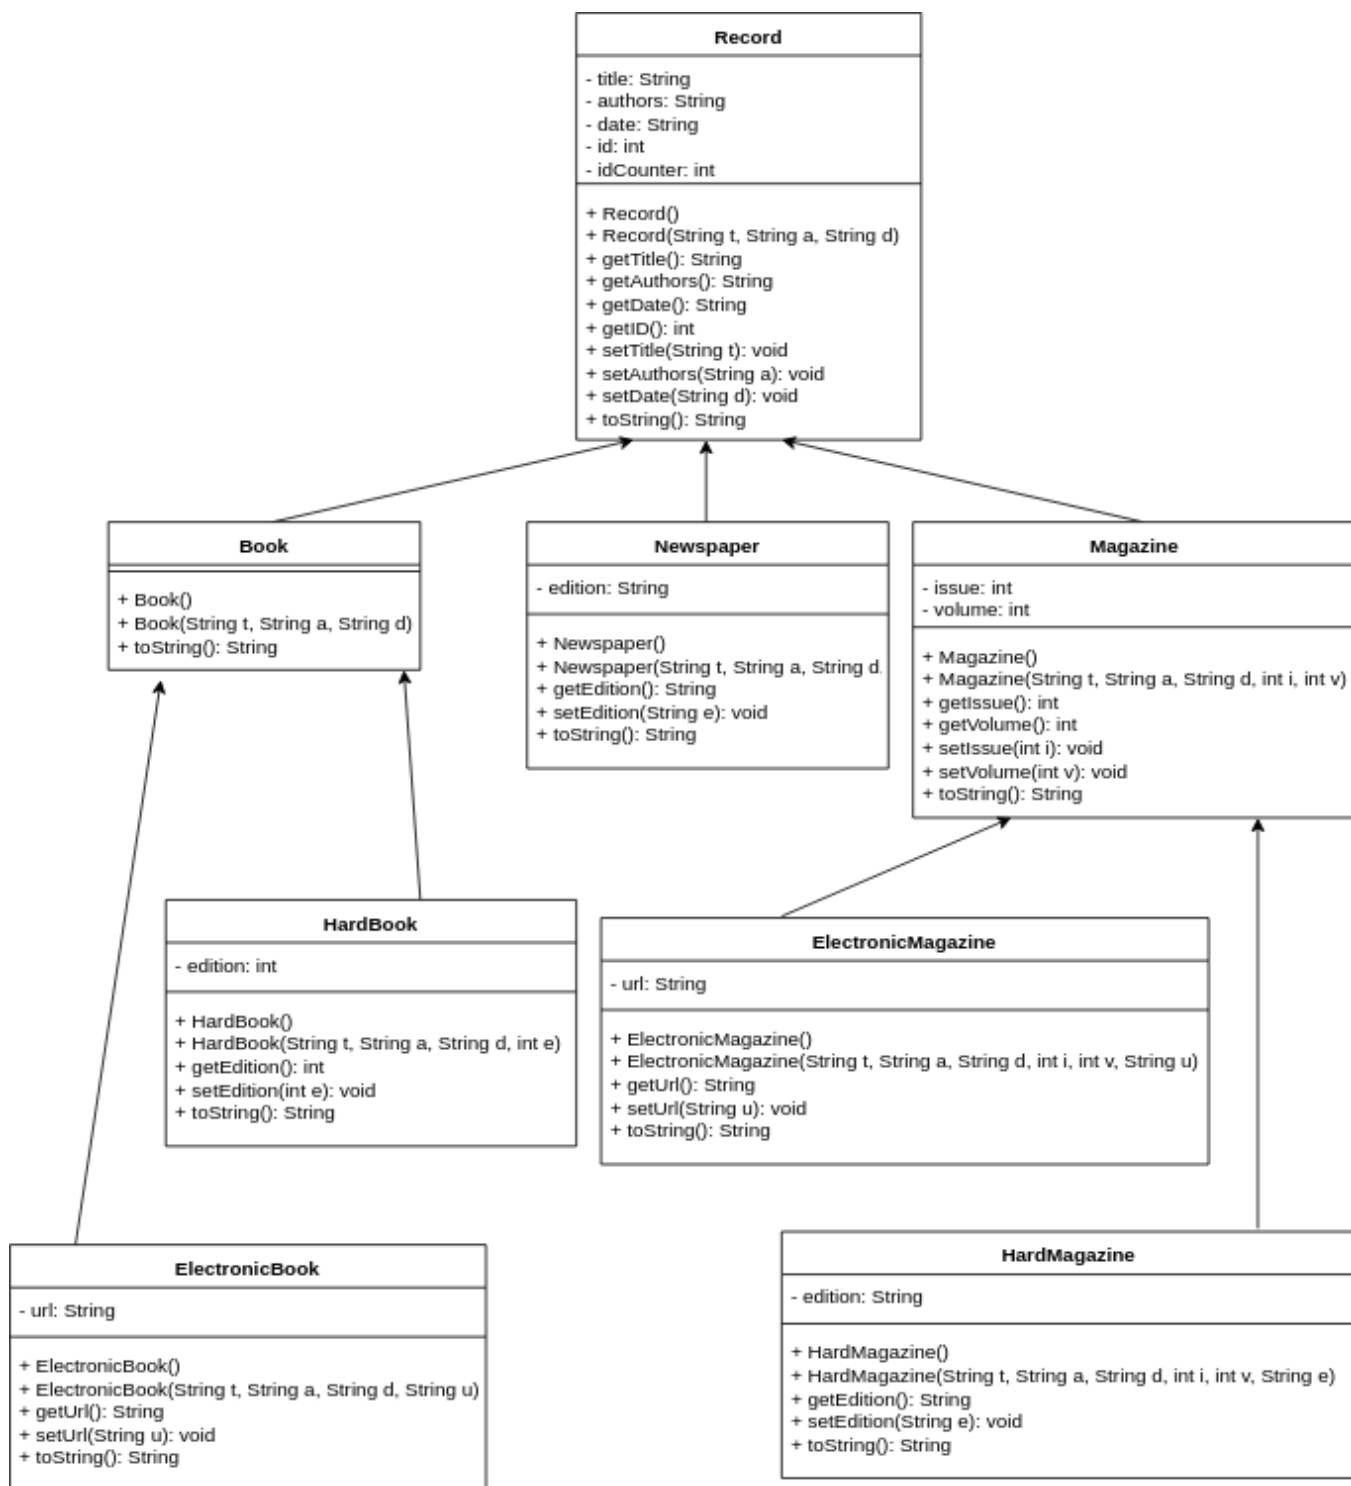 Record
- title: String
- authors: String
- date: String
- id: int
- idCounter: int
+ Record()
+ Record(String t, String a, String d)
+ getTitle(): String
+ getAuthors(): String
+ getDate(): String
+ getID(): int
+ setTitle(String t): void
+ setAuthors(String a): void
+ setDate(String d): void
+ toString(): String
Book
+ Book()
+ Book(String t, String a, String d)
+ toString(): String
Newspaper
- edition: String
+ Newspaper()
+ Newspaper(String t, String a, String d
+ getEdition(): String
+ setEdition(String e): void
+ toString(): String
Magazine
- issue: int
- volume: int
+ Magazine()
+ Magazine(String t, String a, String d, int i, int v)
+ getIssue(): int
+ getVolume(): int
+ setIssue(int i): void
+ setVolume(int v): void
+ toString(): String
HardBook
- edition: int
+ HardBook()
+ HardBook(String t, String a, String d, int e)
+ getEdition(): int
+ setEdition(int e): void
+ toString(): String
ElectronicMagazine
- url: String
+ ElectronicMagazine()
+ ElectronicMagazine(String t, String a, String d, int i, int v, String u)
+ getUrl(): String
+ setUrl(String u): void
+ toString(): String
ElectronicBook
- url: String
+ ElectronicBook()
+ ElectronicBook(String t, String a, String d, String u)
+ getUrl(): String
+ setUrl(String u): void
+ toString(): String
HardMagazine
- edition: String
+ HardMagazine()
+ HardMagazine(String t, String a, String d, int i, int v, String e)
+ getEdition(): String
+ setEdition(String e): void
+ toString(): String